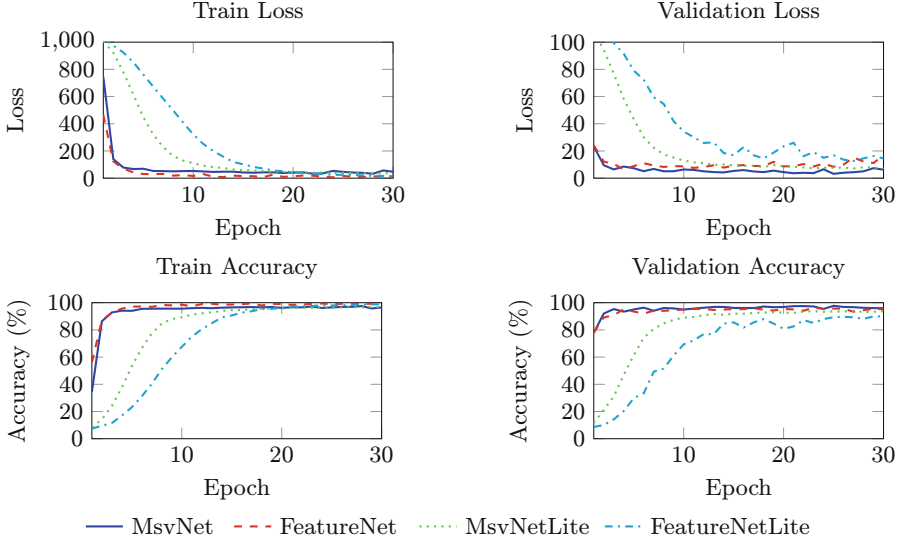 Train Loss
Validation Loss
1,000
800
600
400
200
0
Loss
10
20
30
Epoch
100
80
60
40
20
0
Loss
10
20
30
Epoch
Train Accuracy
Validation Accuracy
100
80
60
40
20
0
Accuracy (%)
10
20
30
Epoch
100
80
60
40
20
0
Accuracy (%)
10
20
30
Epoch
MsvNet FeatureNet MsvNetLite FeatureNetLite